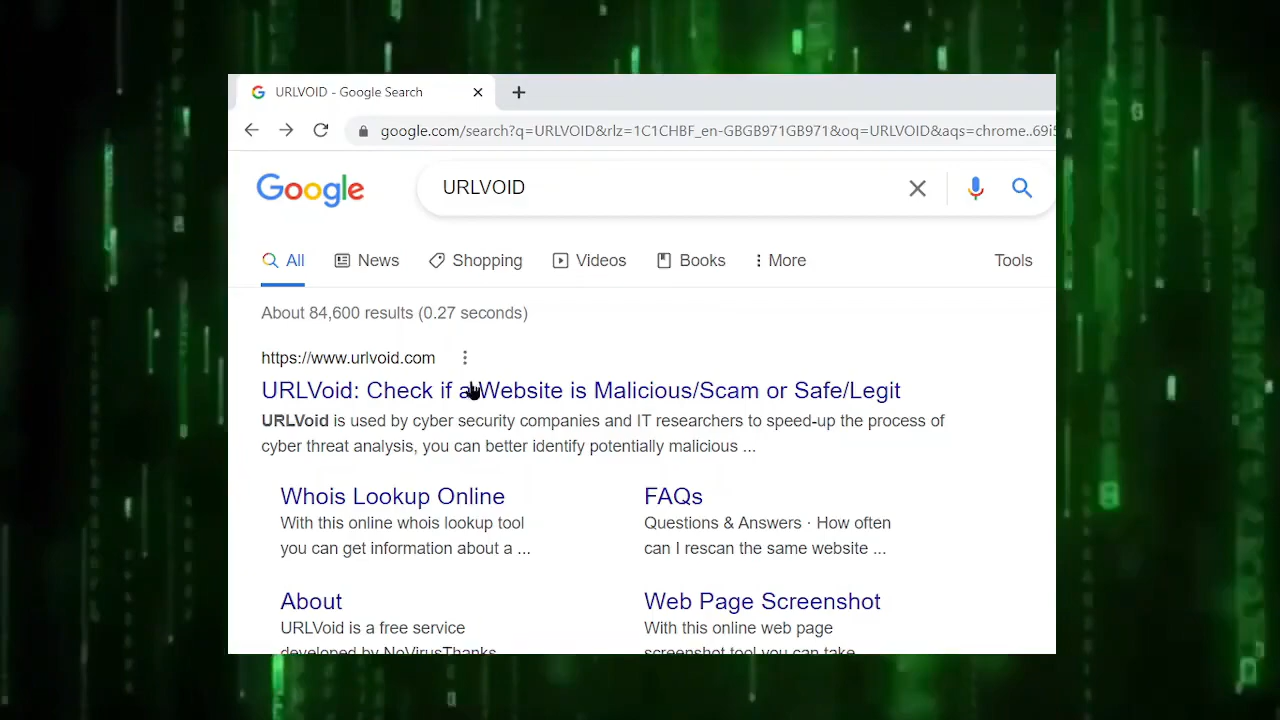 URLVOID - Google Search
google.com/search?q=URLVOID&rlz=1C1CHBF_en-GBGB971GB971&oq=URLVOID&aqs=chrome..69i5
Google URLVOID
All News Shopping Videos Books More Tools
About 84,600 results (0.27 seconds)
https://www.urlvoid.com
URLVoid: Check if a Website is Malicious/Scam or Safe/Legit
URLVoid is used by cyber security companies and IT researchers to speed-up the process of
cyber threat analysis, you can better identify potentially malicious ...
Whois Lookup Online
With this online whois lookup tool
you can get information about a ...
FAQs
Questions & Answers · How often
can I rescan the same website ...
About
URLVoid is a free service
developed by NoVirusThanks
Web Page Screenshot
With this online web page
screenshot tool you can take